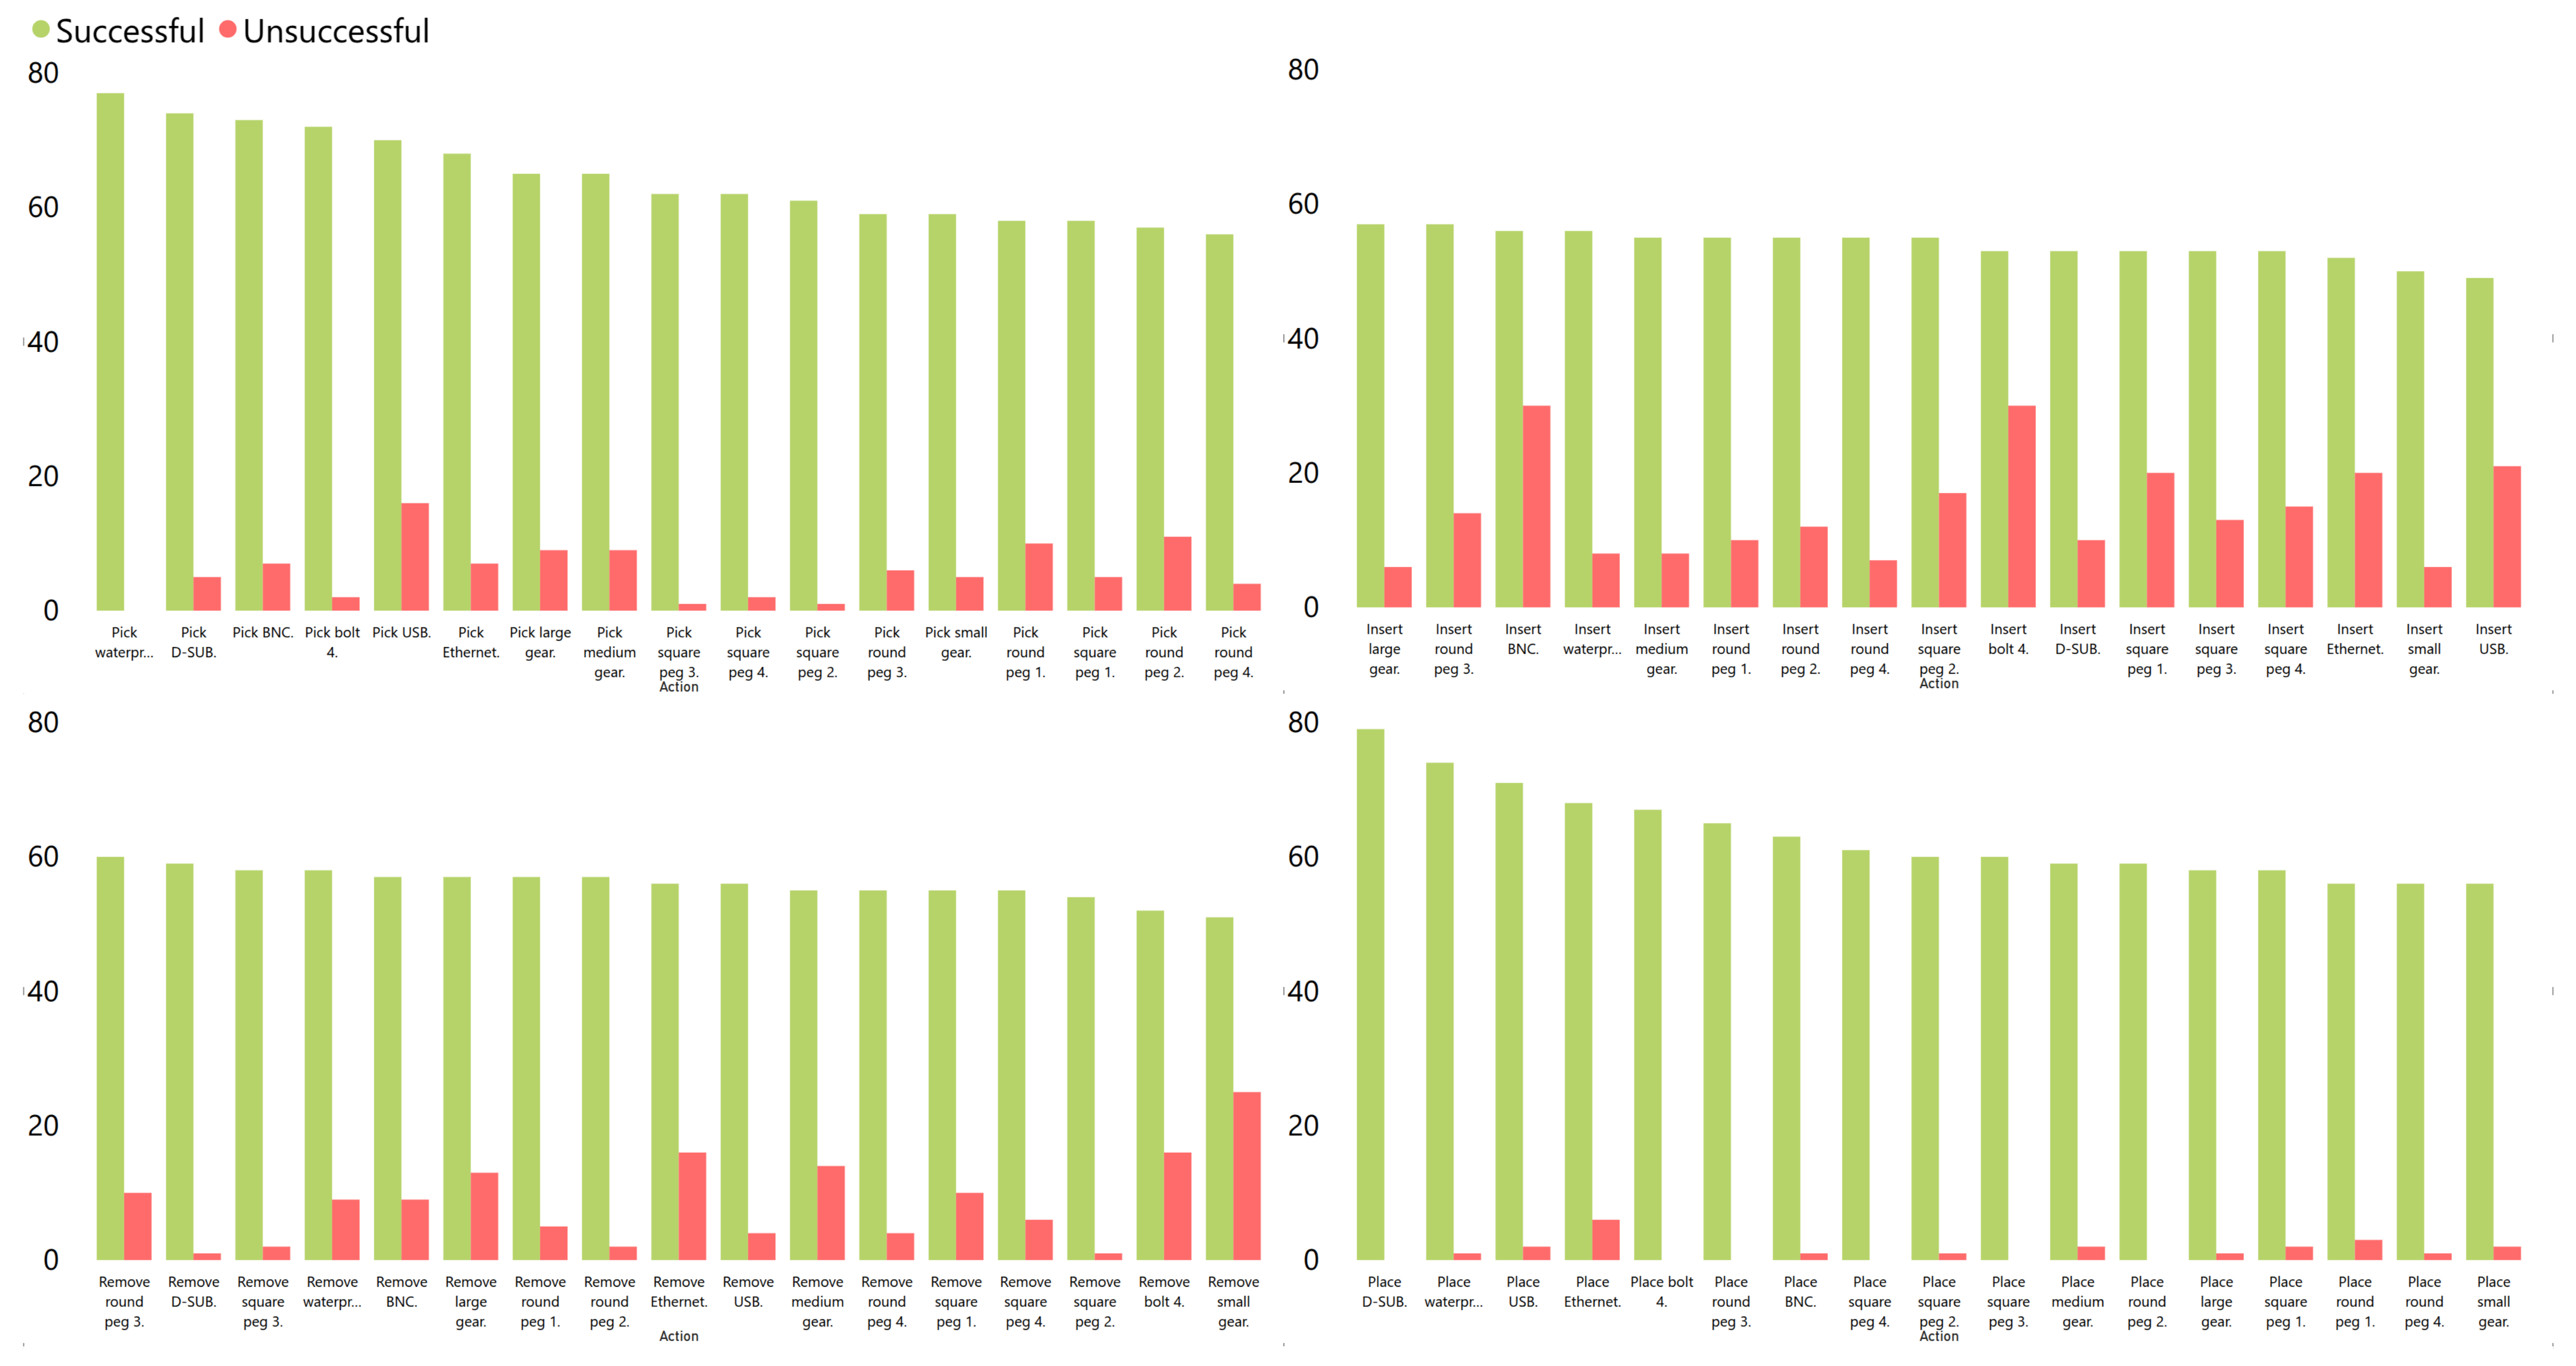 Successful Unsuccessful
80
60
40
20
0
Pick waterpr...
Pick D-SUB.
Pick BNC.
Pick bolt 4.
Pick USB.
Pick Ethernet.
Pick large gear.
Pick medium gear.
Pick square peg 3.
Pick square peg 4.
Pick square peg 2.
Pick round peg 3.
Pick small gear.
Pick round peg 1.
Pick square peg 1.
Pick round peg 2.
Pick round peg 4.
Action
80
60
40
20
0
Insert large gear.
Insert round peg 3.
Insert BNC.
Insert waterpr...
Insert medium gear.
Insert round peg 1.
Insert round peg 2.
Insert round peg 4.
Insert square peg 2.
Insert bolt 4.
Insert D-SUB.
Insert square peg 1.
Insert square peg 3.
Insert square peg 4.
Insert Ethernet.
Insert small gear.
Insert USB.
Action
80
60
40
20
0
Remove round peg 3.
Remove D-SUB.
Remove square peg 3.
Remove waterpr...
Remove BNC.
Remove large gear.
Remove round peg 1.
Remove round peg 2.
Remove Ethernet.
Remove USB.
Remove medium gear.
Remove round peg 4.
Remove square peg 1.
Remove square peg 4.
Remove square peg 2.
Remove bolt 4.
Remove small gear.
Action
80
60
40
20
0
Place D-SUB.
Place waterpr...
Place USB.
Place Ethernet.
Place bolt 4.
Place round peg 3.
Place BNC.
Place square peg 4.
Place square peg 2.
Place square peg 3.
Place medium gear.
Place round peg 2.
Place large gear.
Place square peg 1.
Place round peg 1.
Place round peg 4.
Place small gear.
Action